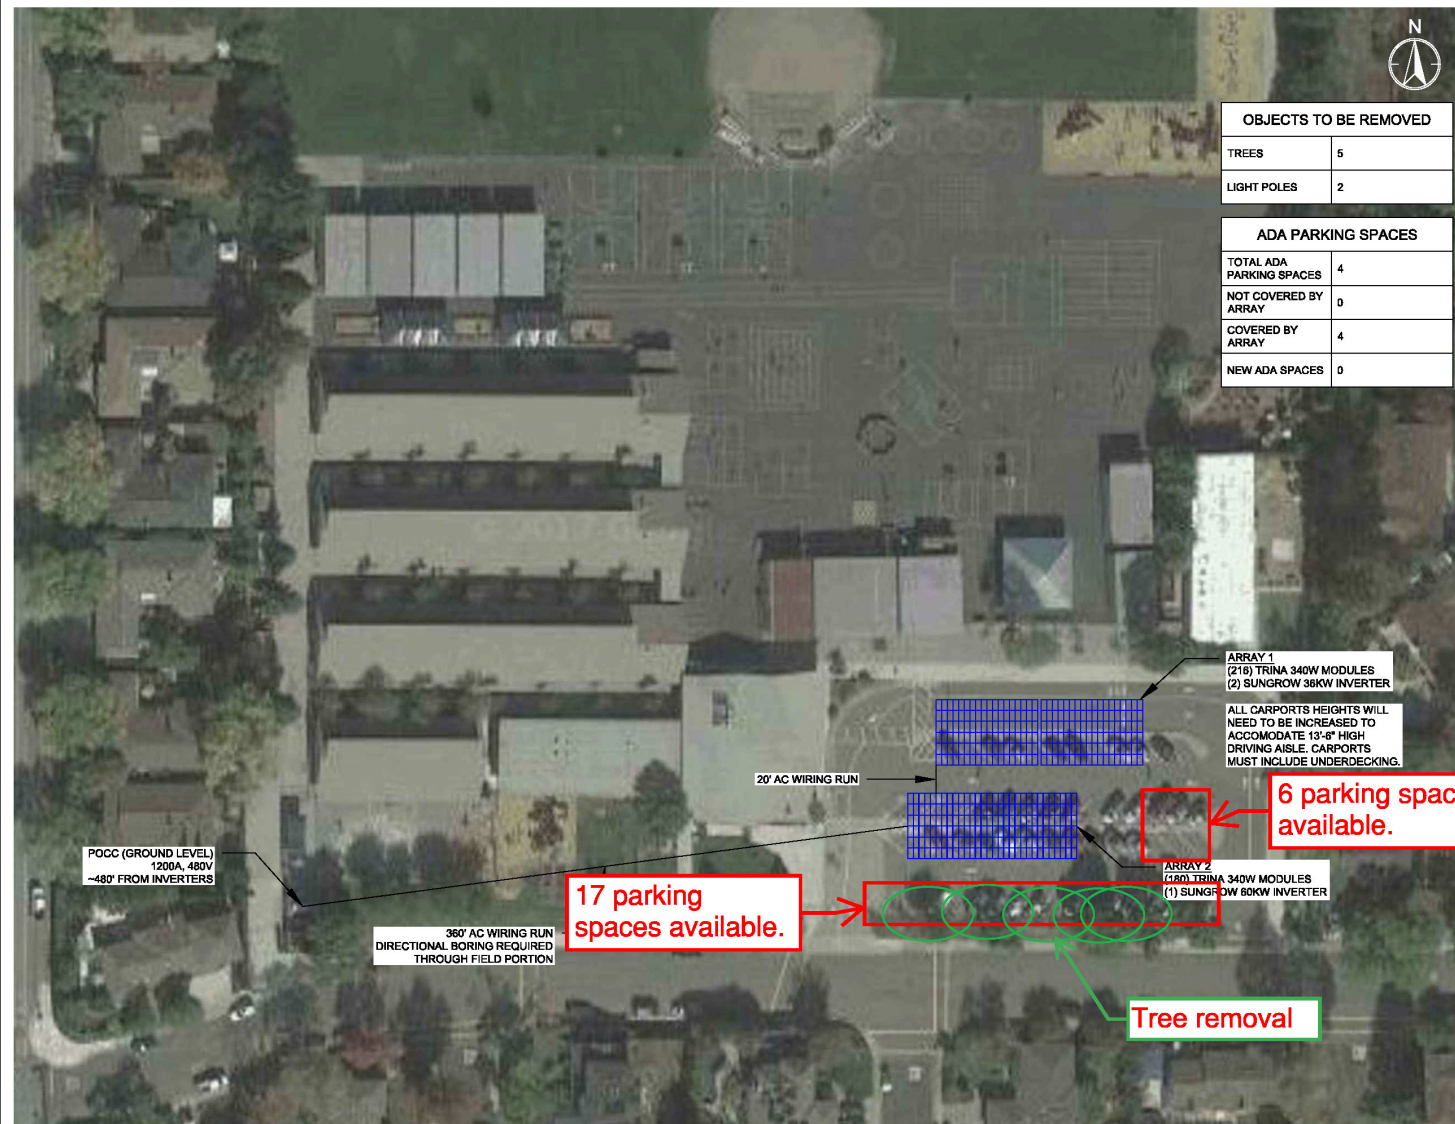 N
OBJECTS TO BE REMOVED
TREES 5
LIGHT POLES 2
ADA PARKING SPACES
TOTAL ADA
PARKING SPACES 4
NOT COVERED BY
ARRAY 0
COVERED BY
ARRAY 4
NEW ADA SPACES 0
ARRAY 1
(216) TRINA 340W MODULES
(2) SUNGROW 36KW INVERTER
ALL CARPORTS HEIGHTS WILL
NEED TO BE INCREASED TO
ACCOMODATE 13'-6" HIGH
DRIVING AISLE. CARPORTS
MUST INCLUDE UNDERDECKING.
20' AC WIRING RUN
6 parking spac
available.
POCC (GROUND LEVEL)
1200A, 480V
~480' FROM INVERTERS
ARRAY 2
(180) TRINA 340W MODULES
(1) SUNGROW 60KW INVERTER
17 parking
spaces available.
360' AC WIRING RUN
DIRECTIONAL BORING REQUIRED
THROUGH FIELD PORTION
Tree removal